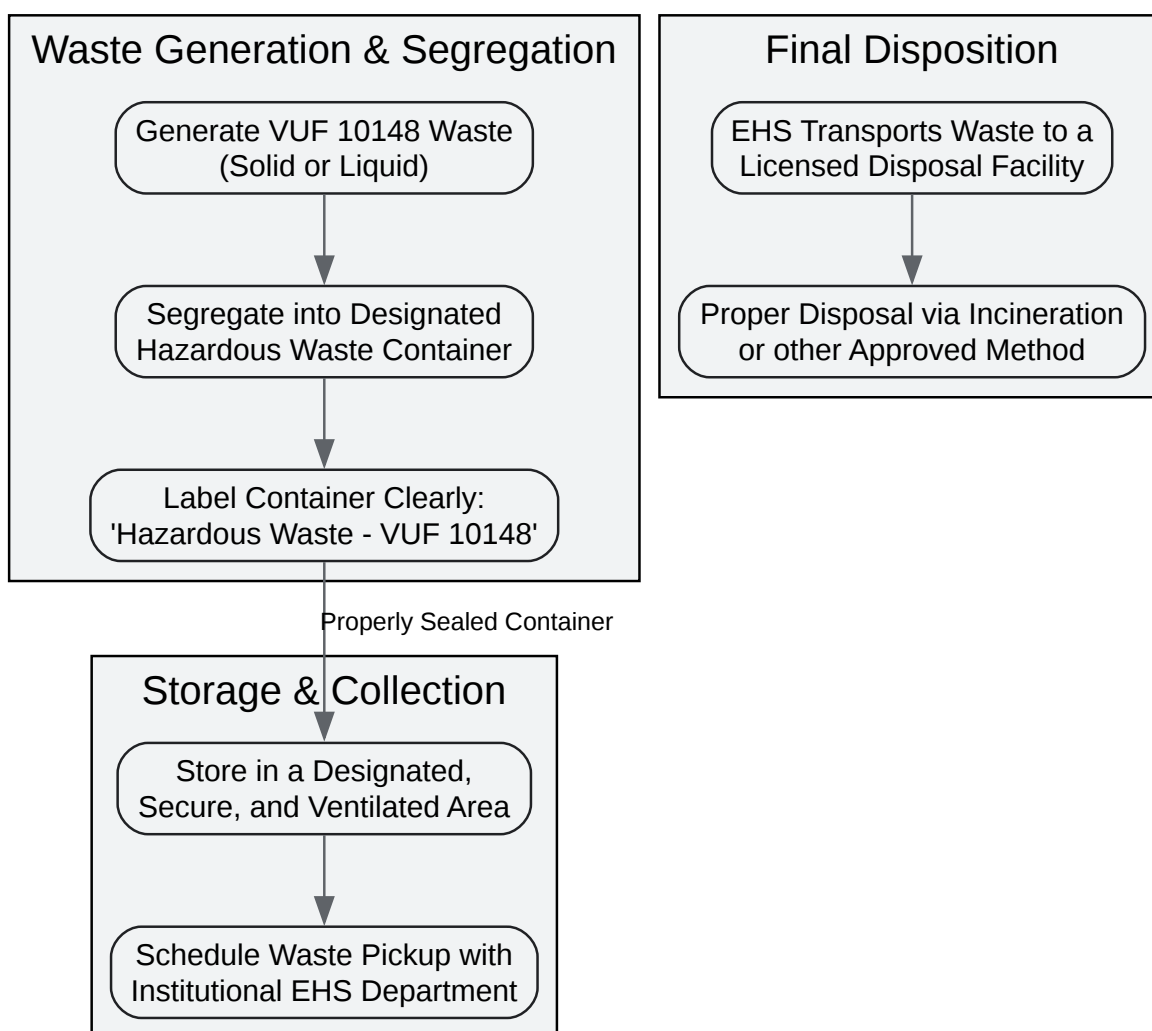 Waste Generation & Segregation
Generate VUF 10148 Waste
(Solid or Liquid)
Segregate into Designated
Hazardous Waste Container
Label Container Clearly:
'Hazardous Waste - VUF 10148'
Properly Sealed Container
Storage & Collection
Store in a Designated,
Secure, and Ventilated Area
Schedule Waste Pickup with
Institutional EHS Department
Final Disposition
EHS Transports Waste to a
Licensed Disposal Facility
Proper Disposal via Incineration
or other Approved Method